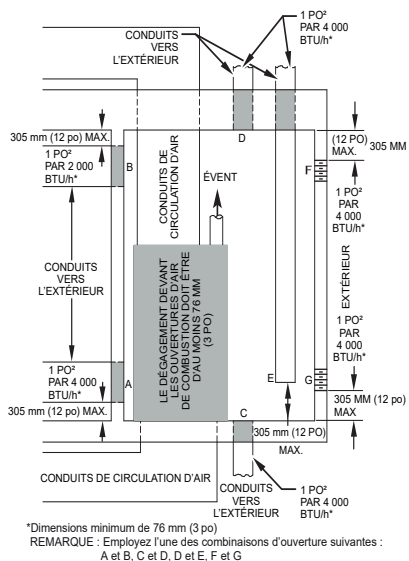 CONDUITS
VERS
L'EXTÉRIEUR
1 PO²
PAR 4 000
BTU/h*
305 mm (12 po) MAX.
1 PO²
PAR 2 000
BTU/h*
B
CONDUITS DE
CIRCULATION D'AIR
ÉVENT
D
(12 PO)
MAX.
305 MM
F
1 PO²
PAR
4 000
BTU/h*
EXTÉRIEUR
CONDUITS
VERS
L'EXTÉRIEUR
LE DÉGAGEMENT DEVANT
LES OUVERTURES D'AIR
DE COMBUSTION DOIT ÊTRE
D'AU MOINS 76 MM
(3 PO)
1 PO²
PAR
4 000
BTU/h*
1 PO²
PAR 4 000
BTU/h*
A
E
G
305 mm (12 po) MAX.
C
305 mm (12 PO)
MAX.
305 MM (12 po)
MAX
CONDUITS DE CIRCULATION D'AIR
CONDUITS
VERS
L'EXTÉRIEUR
1 PO²
PAR 4 000
BTU/h*
*Dimensions minimum de 76 mm (3 po)
REMARQUE : Employez l'une des combinaisons d'ouverture suivantes :
A et B, C et D, D et E, F et G